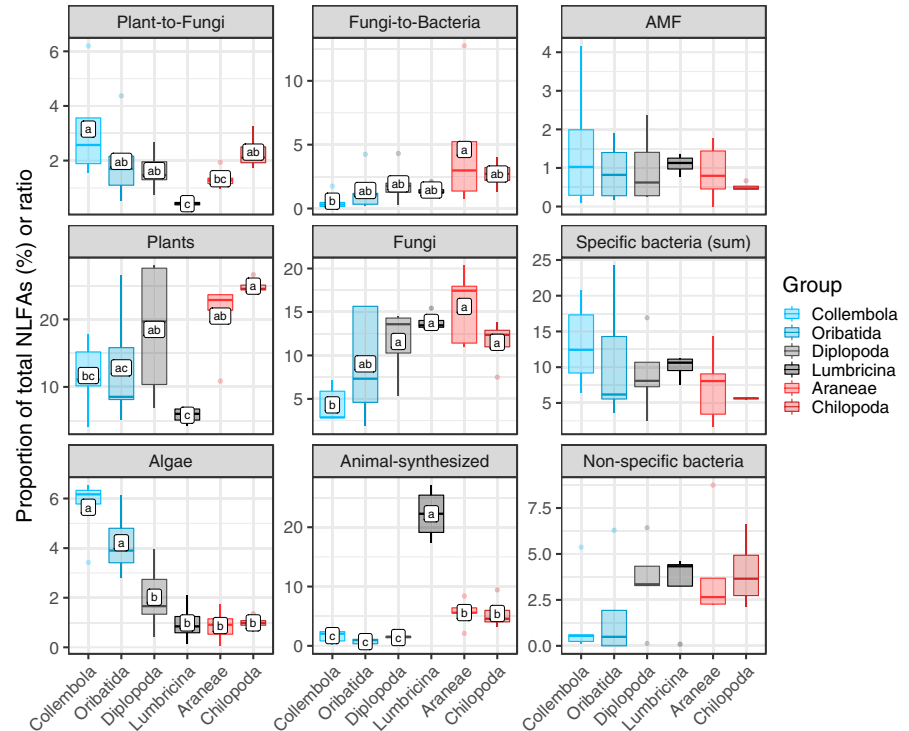 Proportion of total NLFAs (%) or ratio
Plant-to-Fungi
6
4
2
a
ab
ab
c
bc
ab
Fungi-to-Bacteria
10
5
0
b
ab
ab
ab
a
ab
AMF
4
3
2
1
0
Plants
20
10
bc
ac
ab
c
ab
a
Fungi
20
15
10
5
b
ab
a
a
a
a
Specific bacteria (sum)
25
20
15
10
5
Algae
6
4
2
0
a
a
b
b
b
b
Animal-synthesized
20
10
0
c
c
c
a
b
b
Non-specific bacteria
7.5
5.0
2.5
0.0
Collembola
Oribatida
Diplopoda
Lumbricina
Araneae
Chilopoda
Collembola
Oribatida
Diplopoda
Lumbricina
Araneae
Chilopoda
Collembola
Oribatida
Diplopoda
Lumbricina
Araneae
Chilopoda
Group
Collembola
Oribatida
Diplopoda
Lumbricina
Araneae
Chilopoda